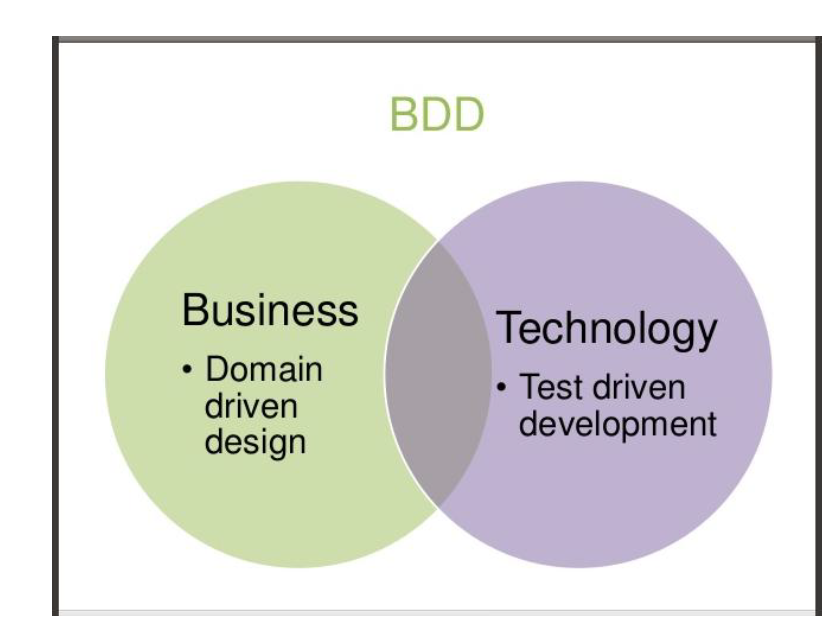 BDD
Business
• Domain
driven
design
Technology
• Test driven
development